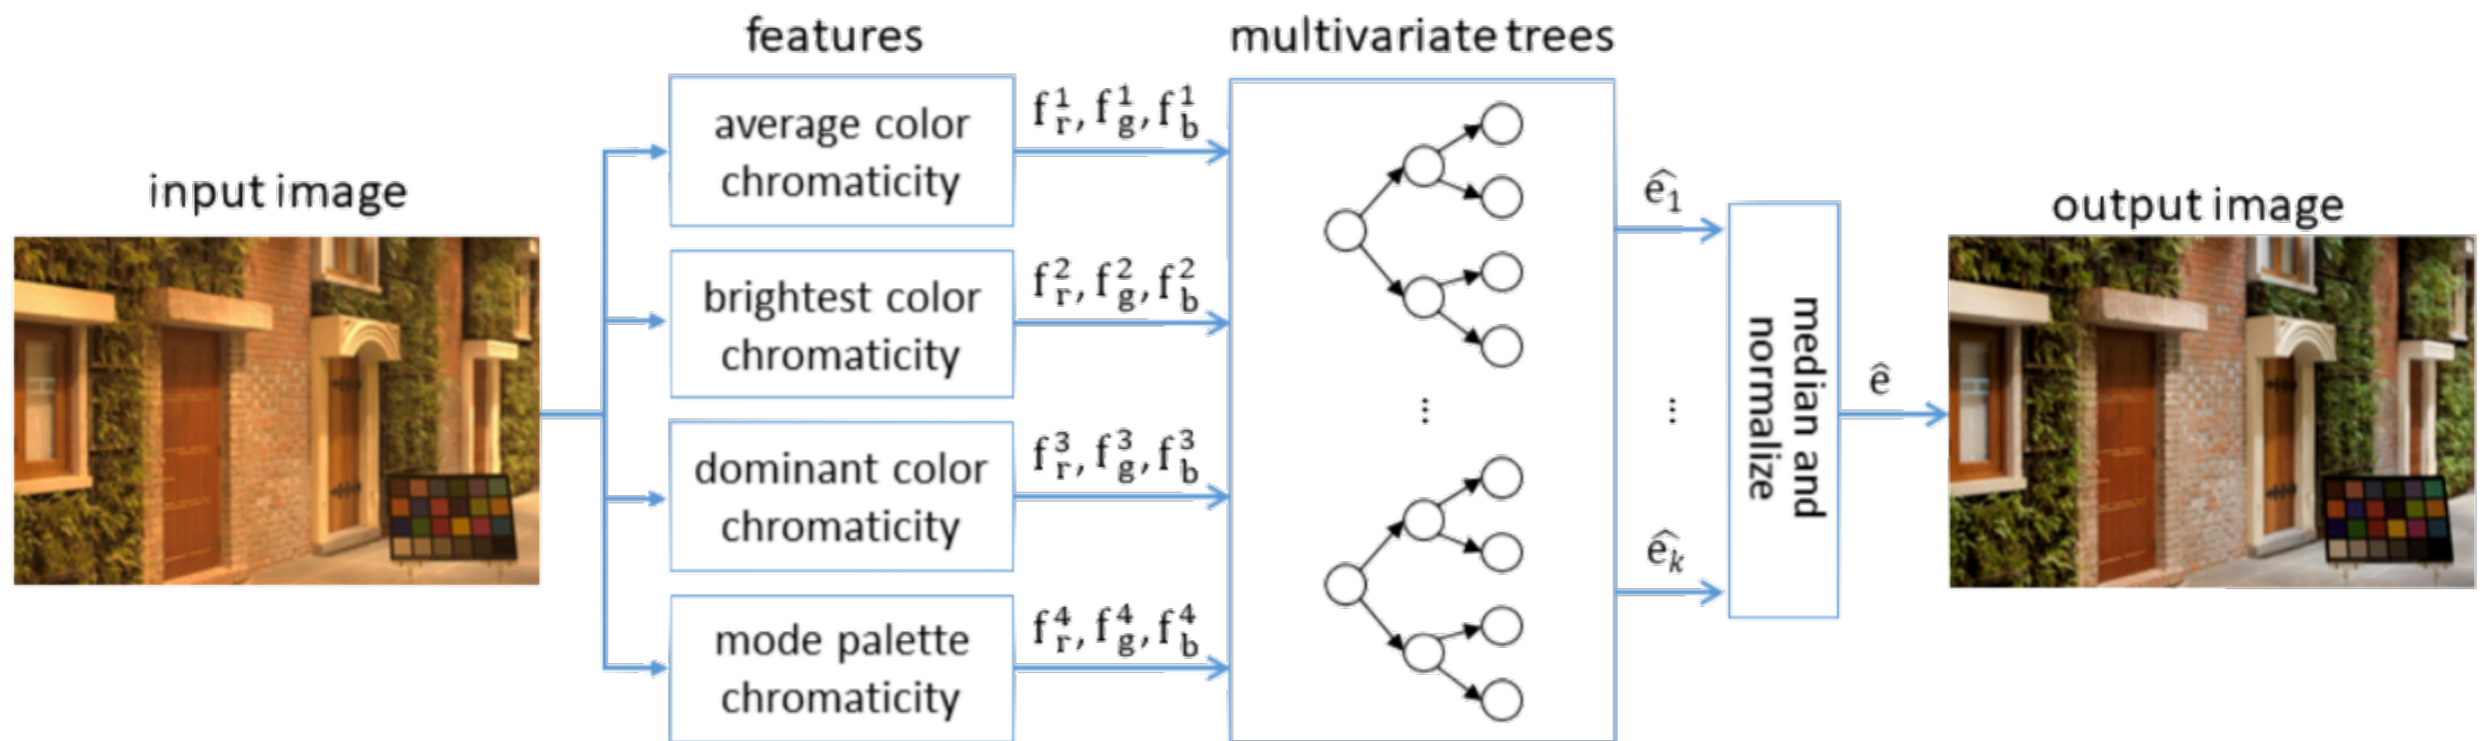 input image
features
average color
chromaticity
brightest color
chromaticity
dominant color
chromaticity
mode palette
chromaticity
f¹ᵣ, f¹g, f¹b
f²ᵣ, f²g, f²b
f³ᵣ, f³g, f³b
f⁴ᵣ, f⁴g, f⁴b
multivariate trees
⋮
ê₁
⋮
êₖ
median and
normalize
ê
output image